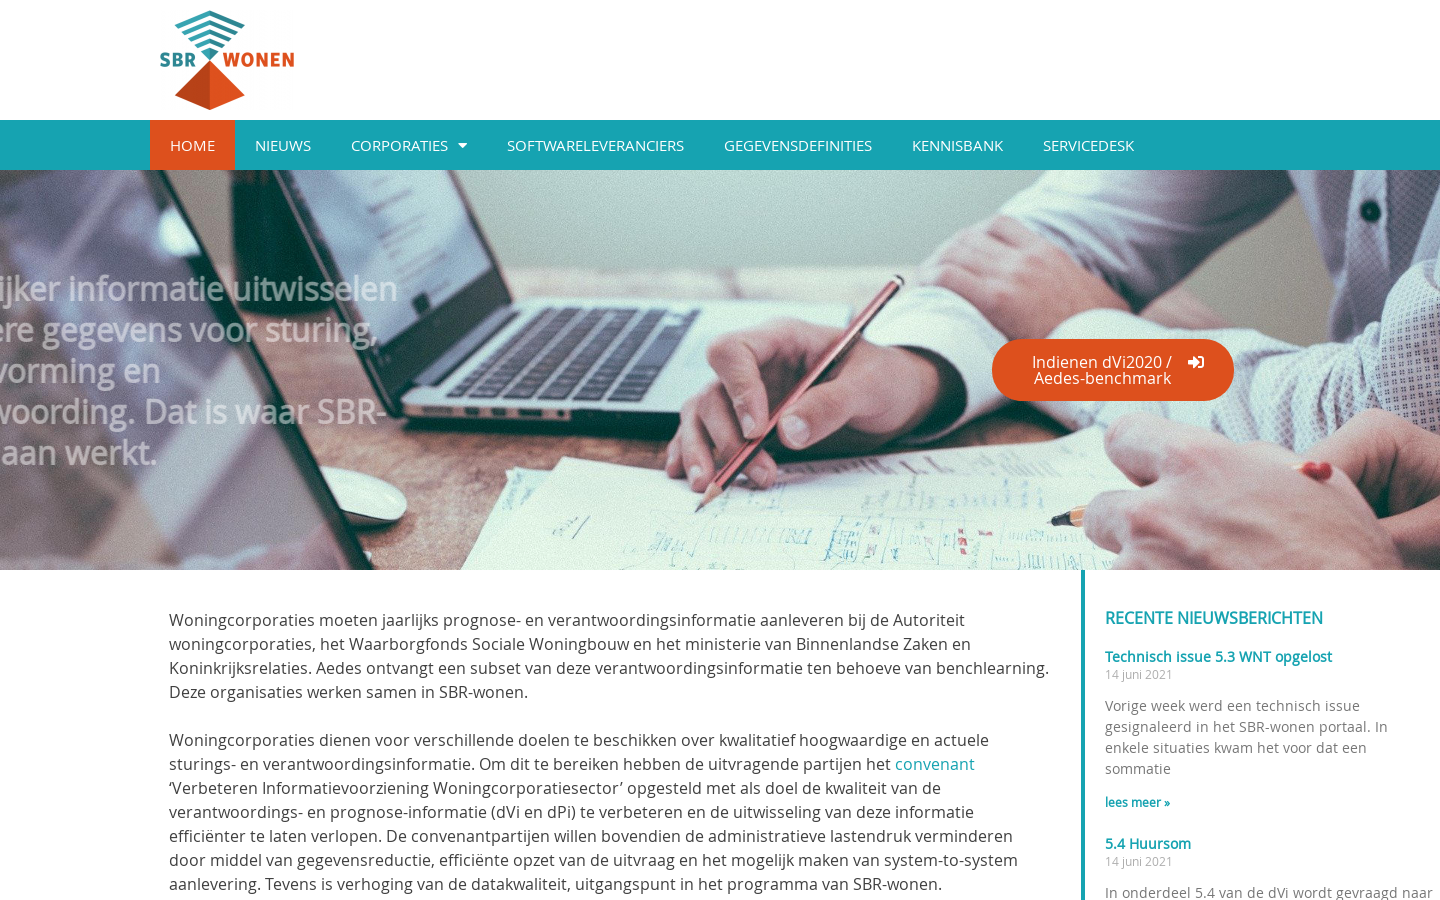 SBR WONEN
HOME NIEUWS CORPORATIES SOFTWARELEVERANCIERS GEGEVENSDEFINITIES KENNISBANK SERVICEDESK
informatie uitwisselen
gegevens voor sturing,
en
Dat is waar SBR-
aan werkt.
Indienen dVi2020 /
Aedes-benchmark
Woningcorporaties moeten jaarlijks prognose- en verantwoordingsinformatie aanleveren bij de Autoriteit
woningcorporaties, het Waarborgfonds Sociale Woningbouw en het ministerie van Binnenlandse Zaken en
Koninkrijksrelaties. Aedes ontvangt een subset van deze verantwoordingsinformatie ten behoeve van benchlearning.
Deze organisaties werken samen in SBR-wonen.
Woningcorporaties dienen voor verschillende doelen te beschikken over kwalitatief hoogwaardige en actuele
sturings- en verantwoordingsinformatie. Om dit te bereiken hebben de uitvragende partijen het convenant
‘Verbeteren Informatievoorziening Woningcorporatiesector’ opgesteld met als doel de kwaliteit van de
verantwoordings- en prognose-informatie (dVi en dPi) te verbeteren en de uitwisseling van deze informatie
efficiënter te laten verlopen. De convenantpartijen willen bovendien de administratieve lastendruk verminderen
door middel van gegevensreductie, efficiënte opzet van de uitvraag en het mogelijk maken van system-to-system
aanlevering. Tevens is verhoging van de datakwaliteit, uitgangspunt in het programma van SBR-wonen.
RECENTE NIEUWSBERICHTEN
Technisch issue 5.3 WNT opgelost
14 juni 2021
Vorige week werd een technisch issue
gesignaleerd in het SBR-wonen portaal. In
enkele situaties kwam het voor dat een
sommatie
lees meer »
5.4 Huursom
14 juni 2021
In onderdeel 5.4 van de dVi wordt gevraagd naar